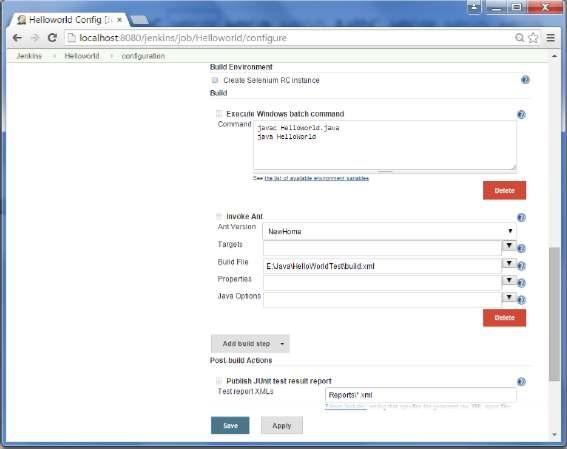 Helloworld Config [Je
localhost:8080/jenkins/job/Helloworld/configure
Jenkins Helloworld configuration
Build Environment
Create Selenium RC instance
Build
Execute Windows batch command
Command
javac Helloworld.java
java HelloWorld
See the list of available environment variables
Delete
Invoke Ant
Ant Version
NewHome
Targets
Build File
E:\Java\HelloWorldTest\build.xml
Properties
Java Options
Delete
Add build step
Post-build Actions
Publish JUnit test result report
Test report XMLs
Reports\*.xml
Save
Apply